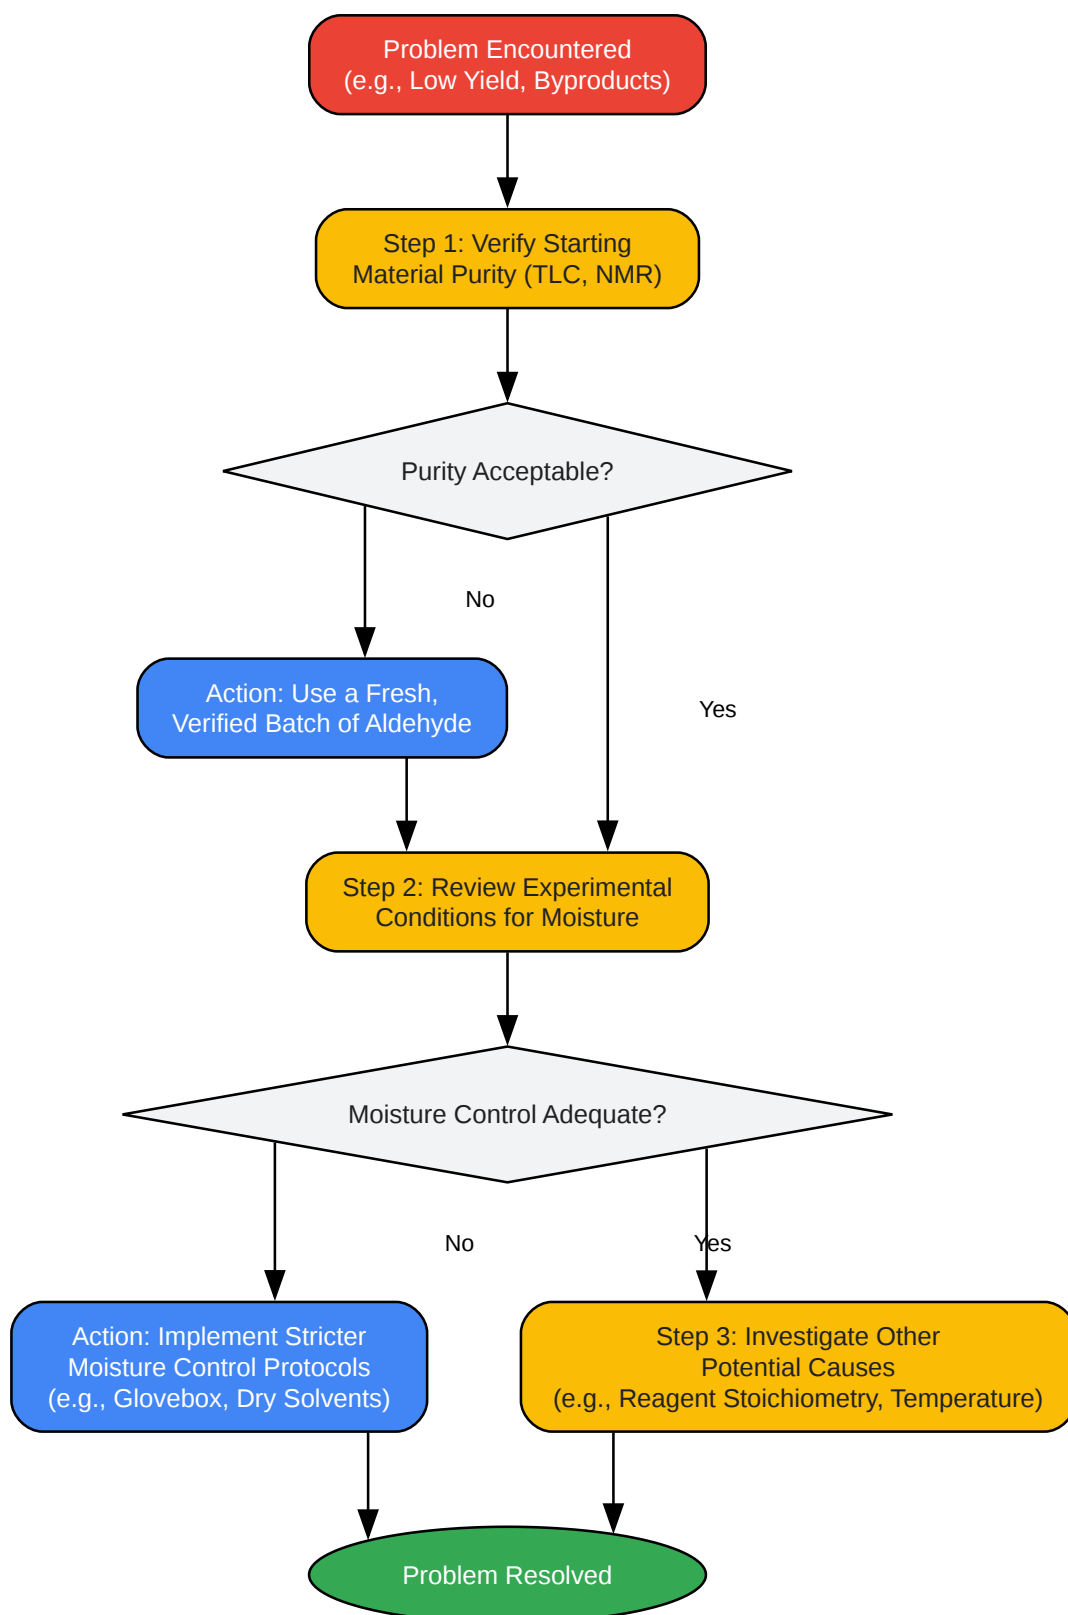 Problem Encountered
(e.g., Low Yield, Byproducts)
Step 1: Verify Starting
Material Purity (TLC, NMR)
Purity Acceptable?
No
Yes
Action: Use a Fresh,
Verified Batch of Aldehyde
Step 2: Review Experimental
Conditions for Moisture
Moisture Control Adequate?
No
Yes
Action: Implement Stricter
Moisture Control Protocols
(e.g., Glovebox, Dry Solvents)
Step 3: Investigate Other
Potential Causes
(e.g., Reagent Stoichiometry, Temperature)
Problem Resolved